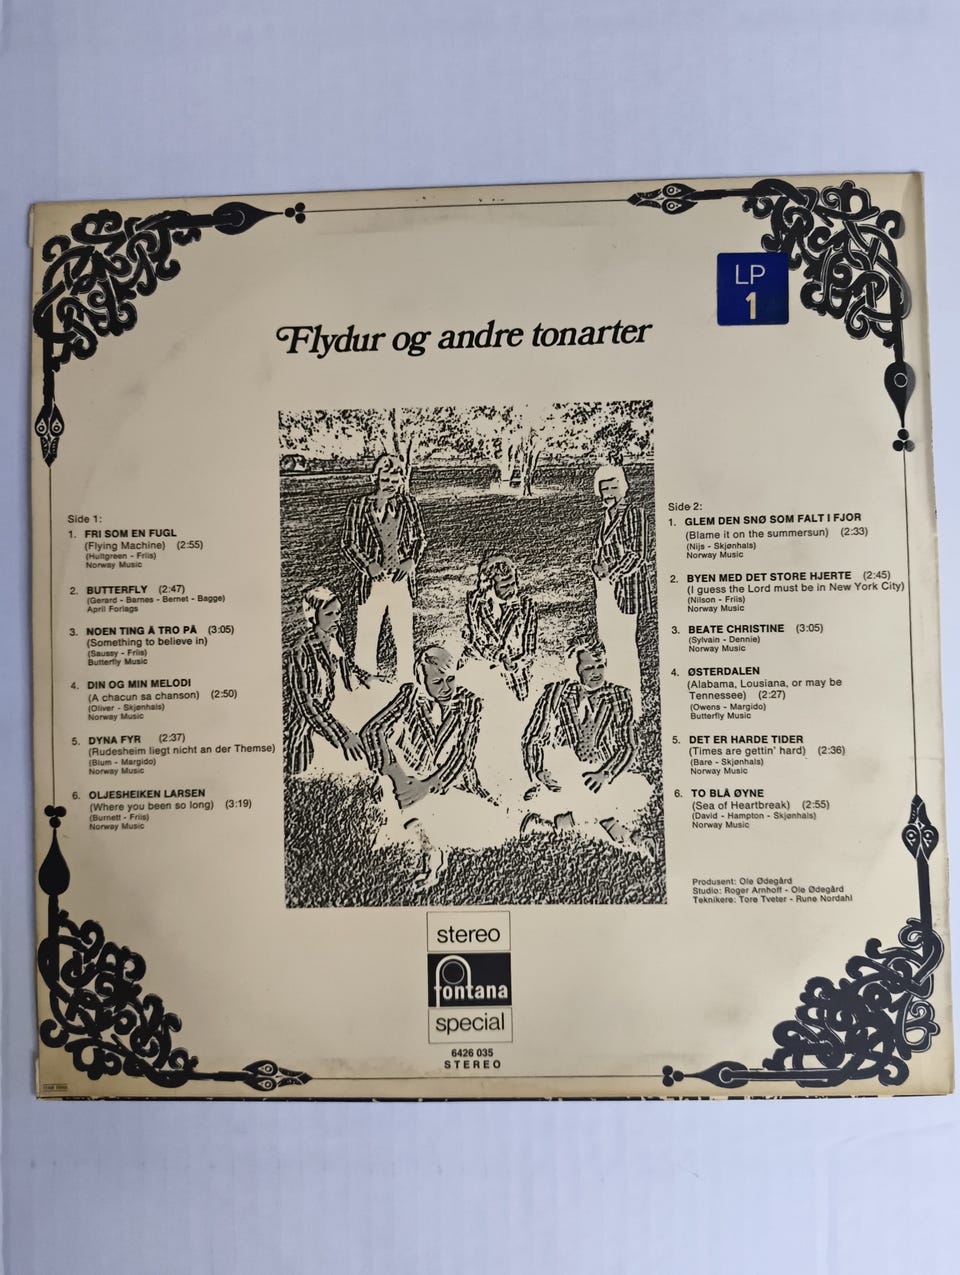 LP
1
Flydur og andre tonarter
Side 1:
1. FRI SOM EN FUGL
(Flying Machine) (2:55)
(Hultgreen - Friis)
Norway Music
2. BUTTERFLY (2:47)
(Gerard - Barnes - Bernet - Bagge)
April Forlags
3. NOEN TING Å TRO PÅ (3:05)
(Something to believe in)
(Saussy - Friis)
Butterfly Music
4. DIN OG MIN MELODI
(A chacun sa chanson) (2:50)
(Oliver - Skjønhals)
Norway Music
5. DYNA FYR (2:37)
(Rudesheim liegt nicht an der Themse)
(Blum - Margido)
Norway Music
6. OLJESHEIKEN LARSEN
(Where you been so long) (3:19)
(Burnett - Friis)
Norway Music
Side 2:
1. GLEM DEN SNØ SOM FALT I FJOR
(Blame it on the summersun) (2:33)
(Nijs - Skjønhals)
Norway Music
2. BYEN MED DET STORE HJERTE (2:45)
(I guess the Lord must be in New York City)
(Nilson - Friis)
Norway Music
3. BEATE CHRISTINE (3:05)
(Sylvain - Dennie)
Norway Music
4. ØSTERDALEN
(Alabama, Lousiana, or may be
Tennessee) (2:27)
(Owens - Margido)
Butterfly Music
5. DET ER HARDE TIDER
(Times are gettin' hard) (2:36)
(Bare - Skjønhals)
Norway Music
6. TO BLÅ ØYNE
(Sea of Heartbreak) (2:55)
(David - Hampton - Skjønhals)
Norway Music
Produsent: Ole Ødegård
Studio: Roger Arnhoff - Ole Ødegård
Teknikere: Tore Tveter - Rune Nordahl
stereo
fontana
special
6426 035
STEREO